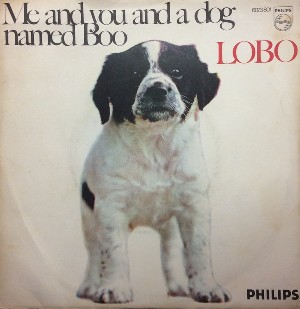 Me and you and a dog
named Boo
LOBO
PHILIPS
PHILIPS